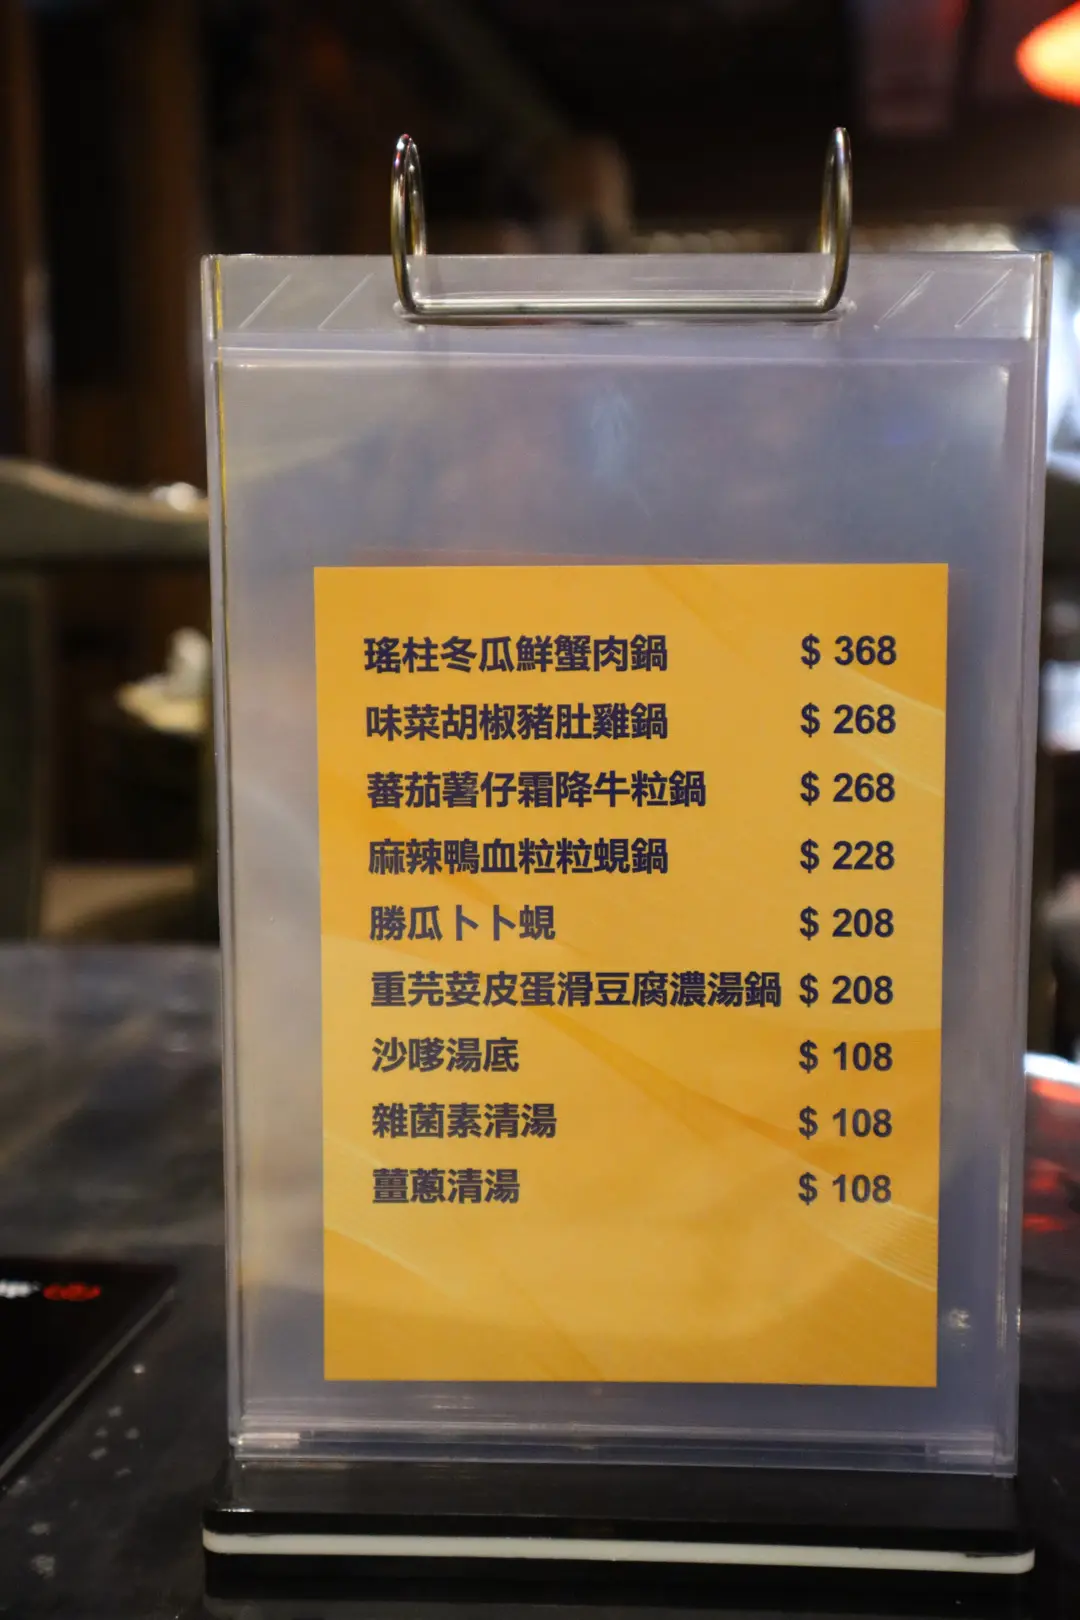 瑤柱冬瓜鮮蟹肉鍋 $ 368
味菜胡椒豬肚雞鍋 $ 268
蕃茄薯仔霜降牛粒鍋 $ 268
麻辣鴨血粒粒蜆鍋 $ 228
勝瓜卜卜蜆 $ 208
重芫荽皮蛋滑豆腐濃湯鍋 $ 208
沙嗲湯底 $ 108
雜菌素清湯 $ 108
薑蔥清湯 $ 108